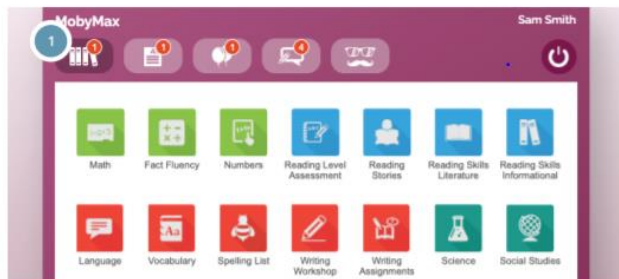 MobyMax
Sam Smith
1
1
1
1
4
Math
Fact Fluency
Numbers
Reading Level
Assessment
Reading
Stories
Reading Skills
Literature
Reading Skills
Informational
Language
Vocabulary
Aa
Spelling List
Writing
Workshop
Writing
Assignments
Science
Social Studies